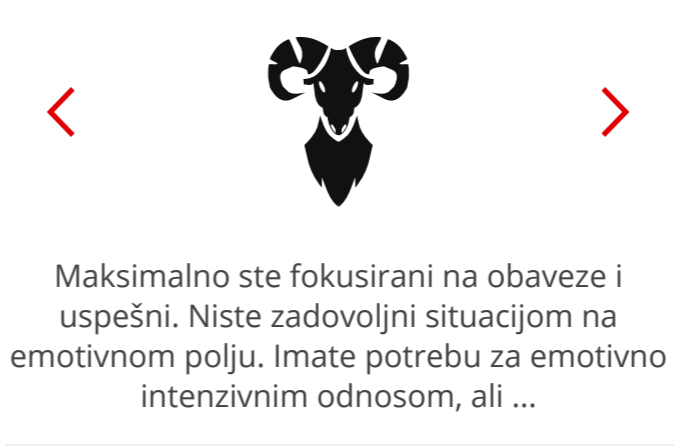 Maksimalno ste fokusirani na obaveze i
uspešni. Niste zadovoljni situacijom na
emotivnom polju. Imate potrebu za emotivno
intenzivnim odnosom, ali ...